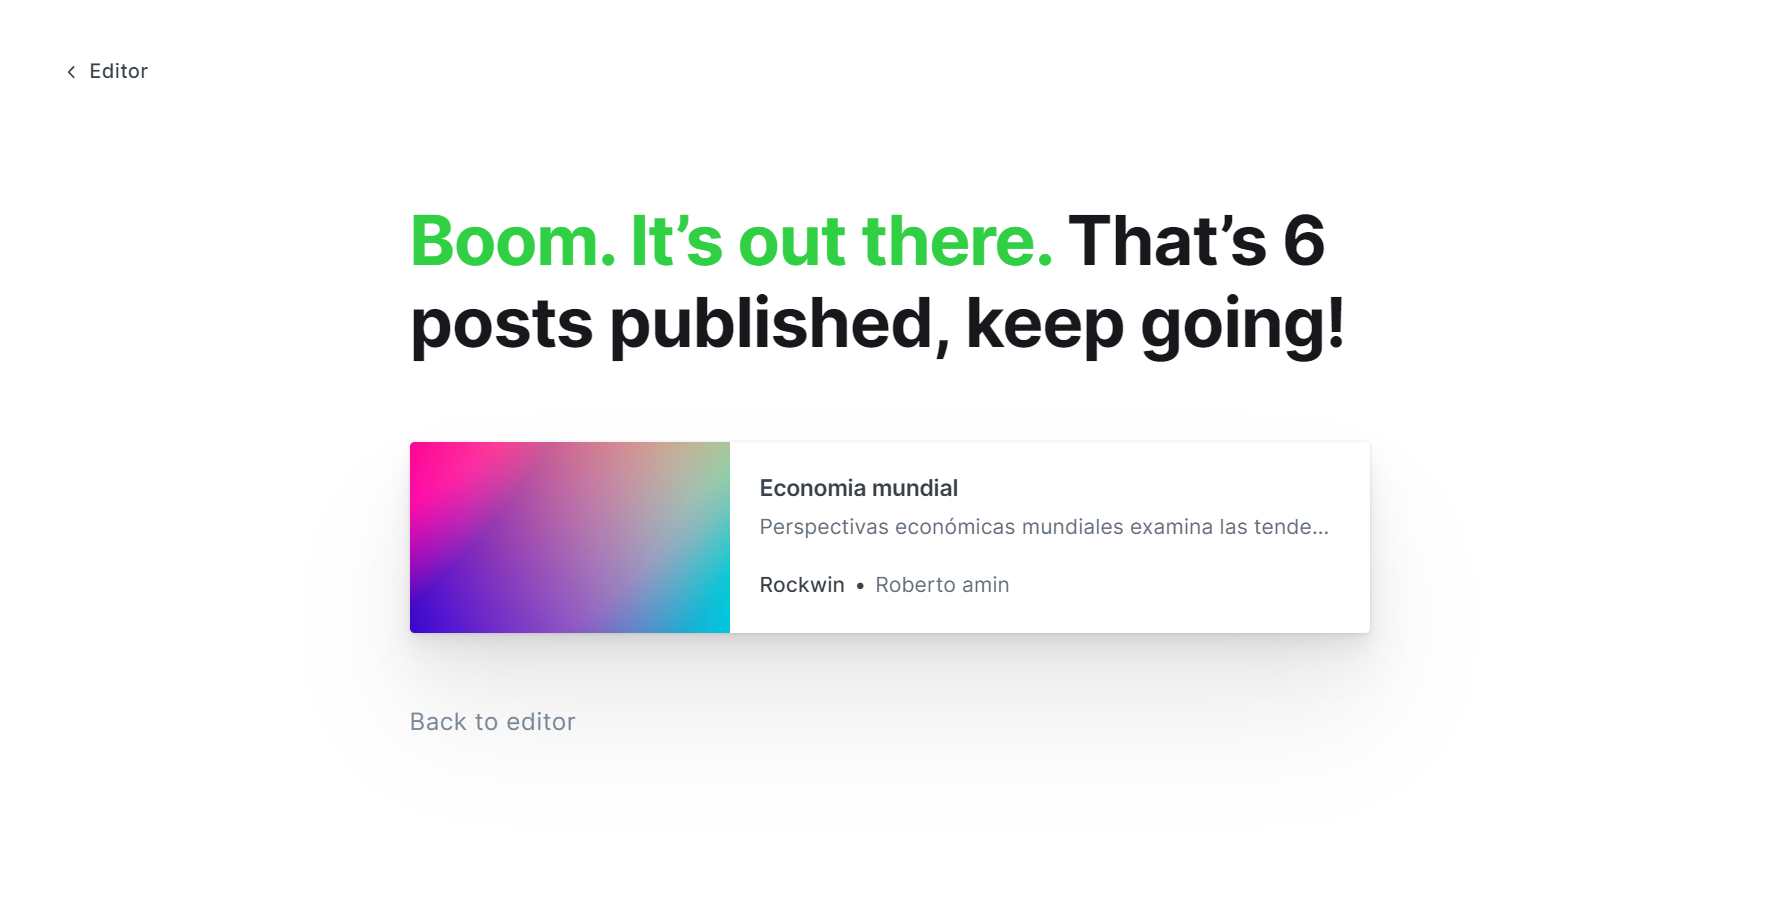 Editor
Boom. It’s out there. That’s 6
posts published, keep going!
Economia mundial
Perspectivas económicas mundiales examina las tende...
Rockwin • Roberto amin
Back to editor